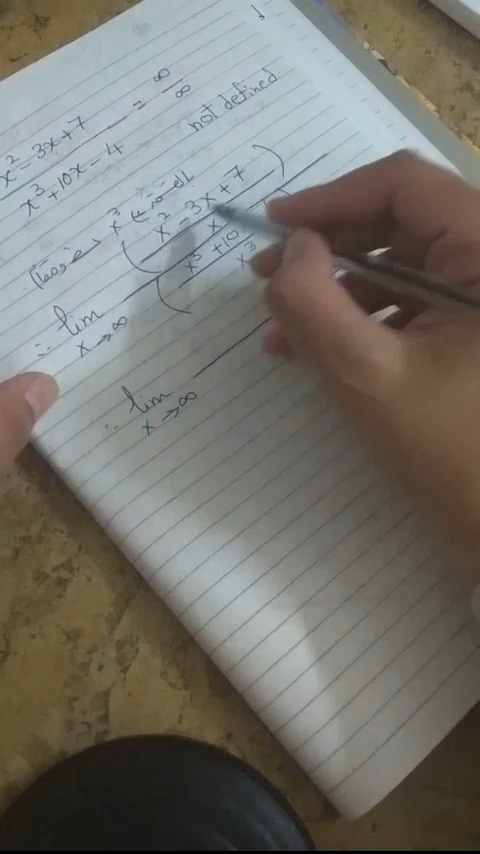 x² - 3x + 7
x³ + 10x - 4
= ∞
∞
not defined
x³
∴ lim
x → ∞
x² - 3x + 7
x
x³ + 10
x³
∴ lim
x → ∞